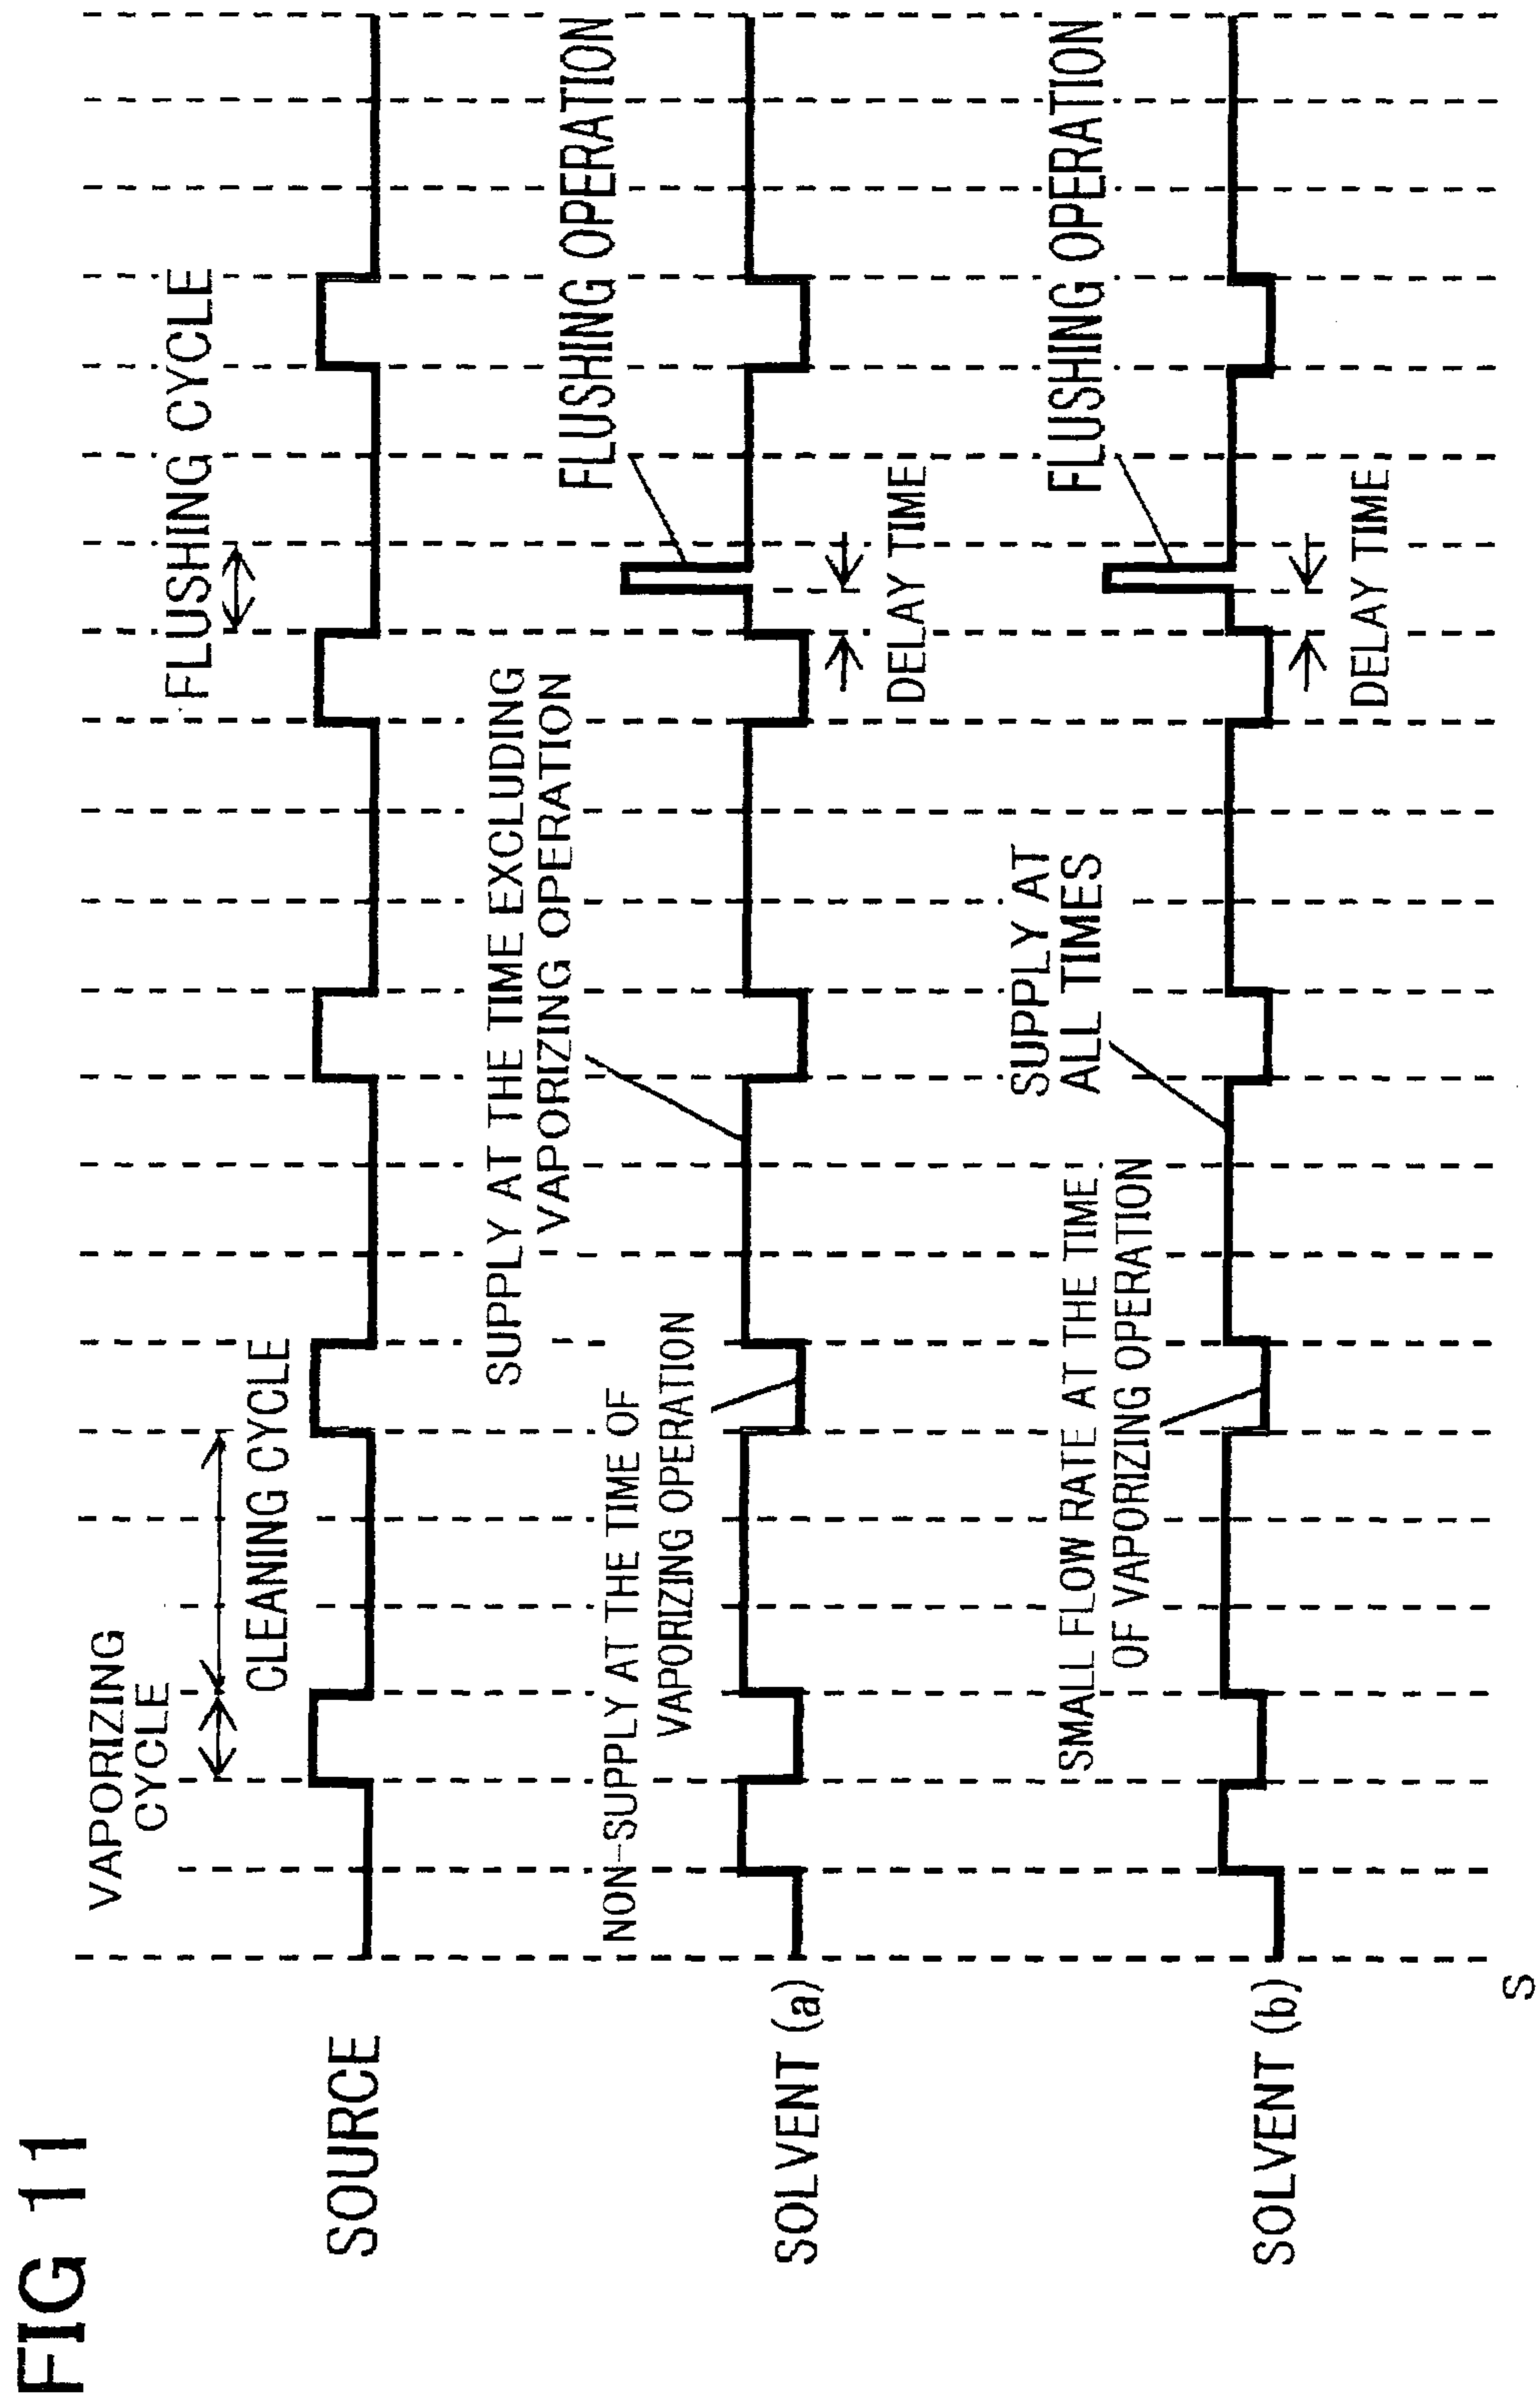 FIG 11
VAPORIZING
CYCLE
CLEANING CYCLE
FLUSHING CYCLE
SOURCE
SUPPLY AT THE TIME EXCLUDING
VAPORIZING OPERATION
FLUSHING OPERATION
NON-SUPPLY AT THE TIME OF
VAPORIZING OPERATION
SOLVENT (a)
DELAY TIME
SUPPLY AT
ALL TIMES
FLUSHING OPERATION
SMALL FLOW RATE AT THE TIME
OF VAPORIZING OPERATION
SOLVENT (b)
DELAY TIME
S